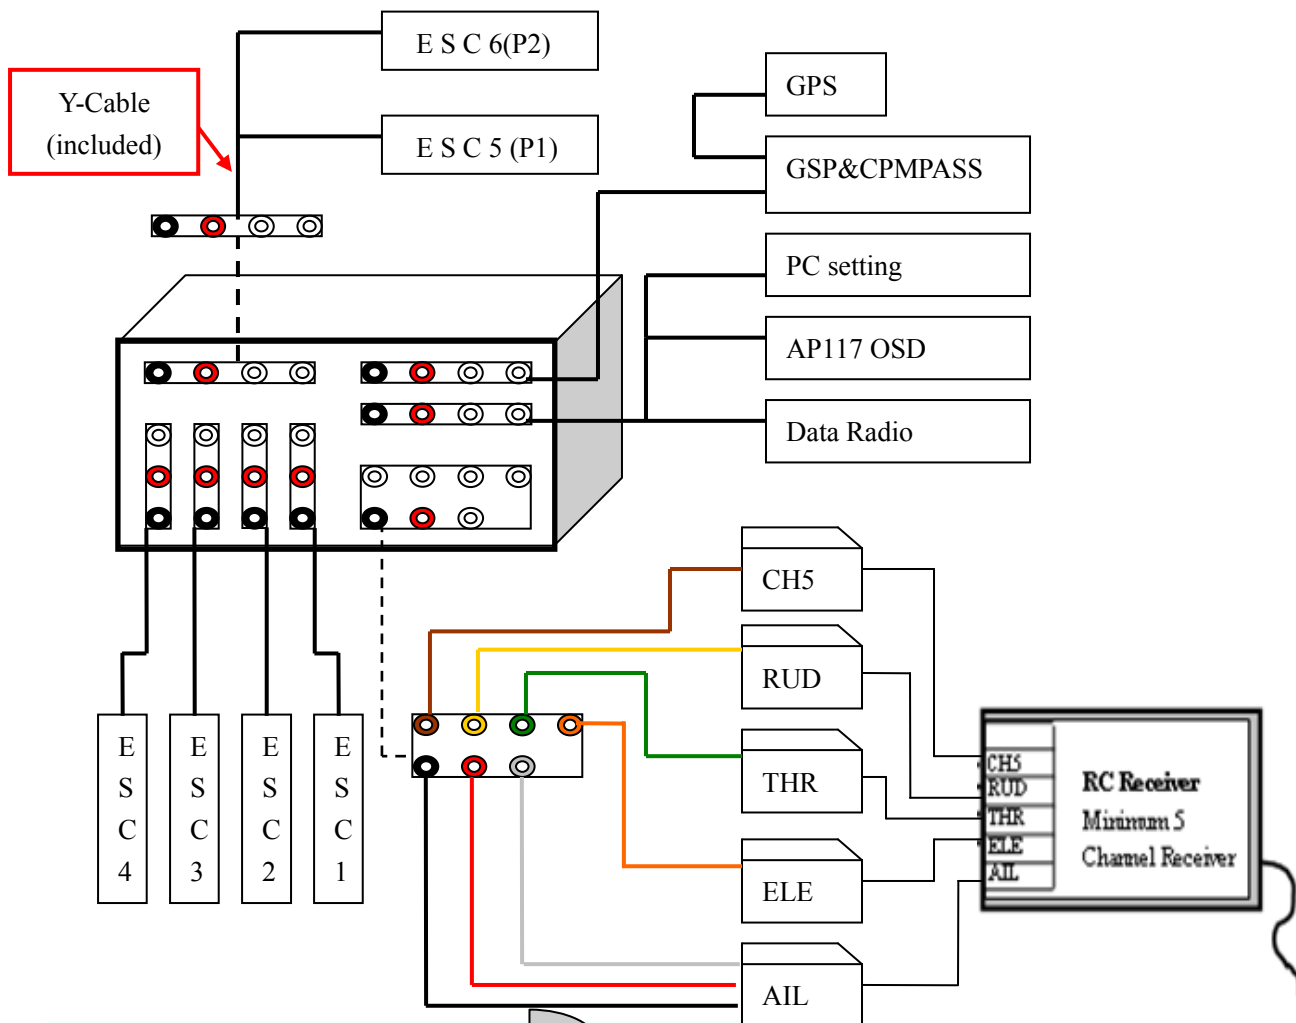 E S C 6(P2)
Y-Cable
(included)
E S C 5 (P1)
GPS
GSP&CPMPASS
PC setting
AP117 OSD
Data Radio
E
S
C
4
E
S
C
3
E
S
C
2
E
S
C
1
CH5
RUD
THR
ELE
AIL
CH5
RUD
THR
ELE
AIL
RC Receiver
Minimum 5
Channel Receiver